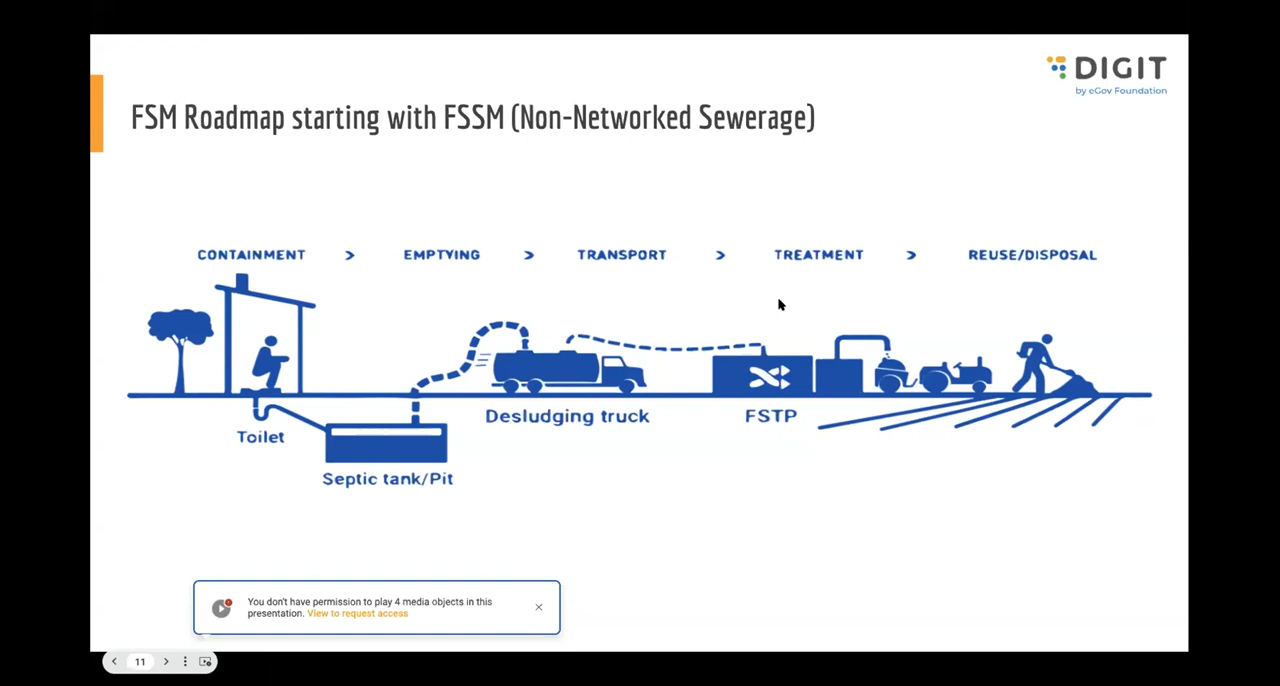 DIGIT
by eGov Foundation
FSM Roadmap starting with FSSM (Non-Networked Sewerage)
CONTAINMENT > EMPTYING > TRANSPORT > TREATMENT > REUSE/DISPOSAL
Desludging truck
FSTP
Toilet
Septic tank/Pit
You don't have permission to play 4 media objects in this
presentation. View to request access
11